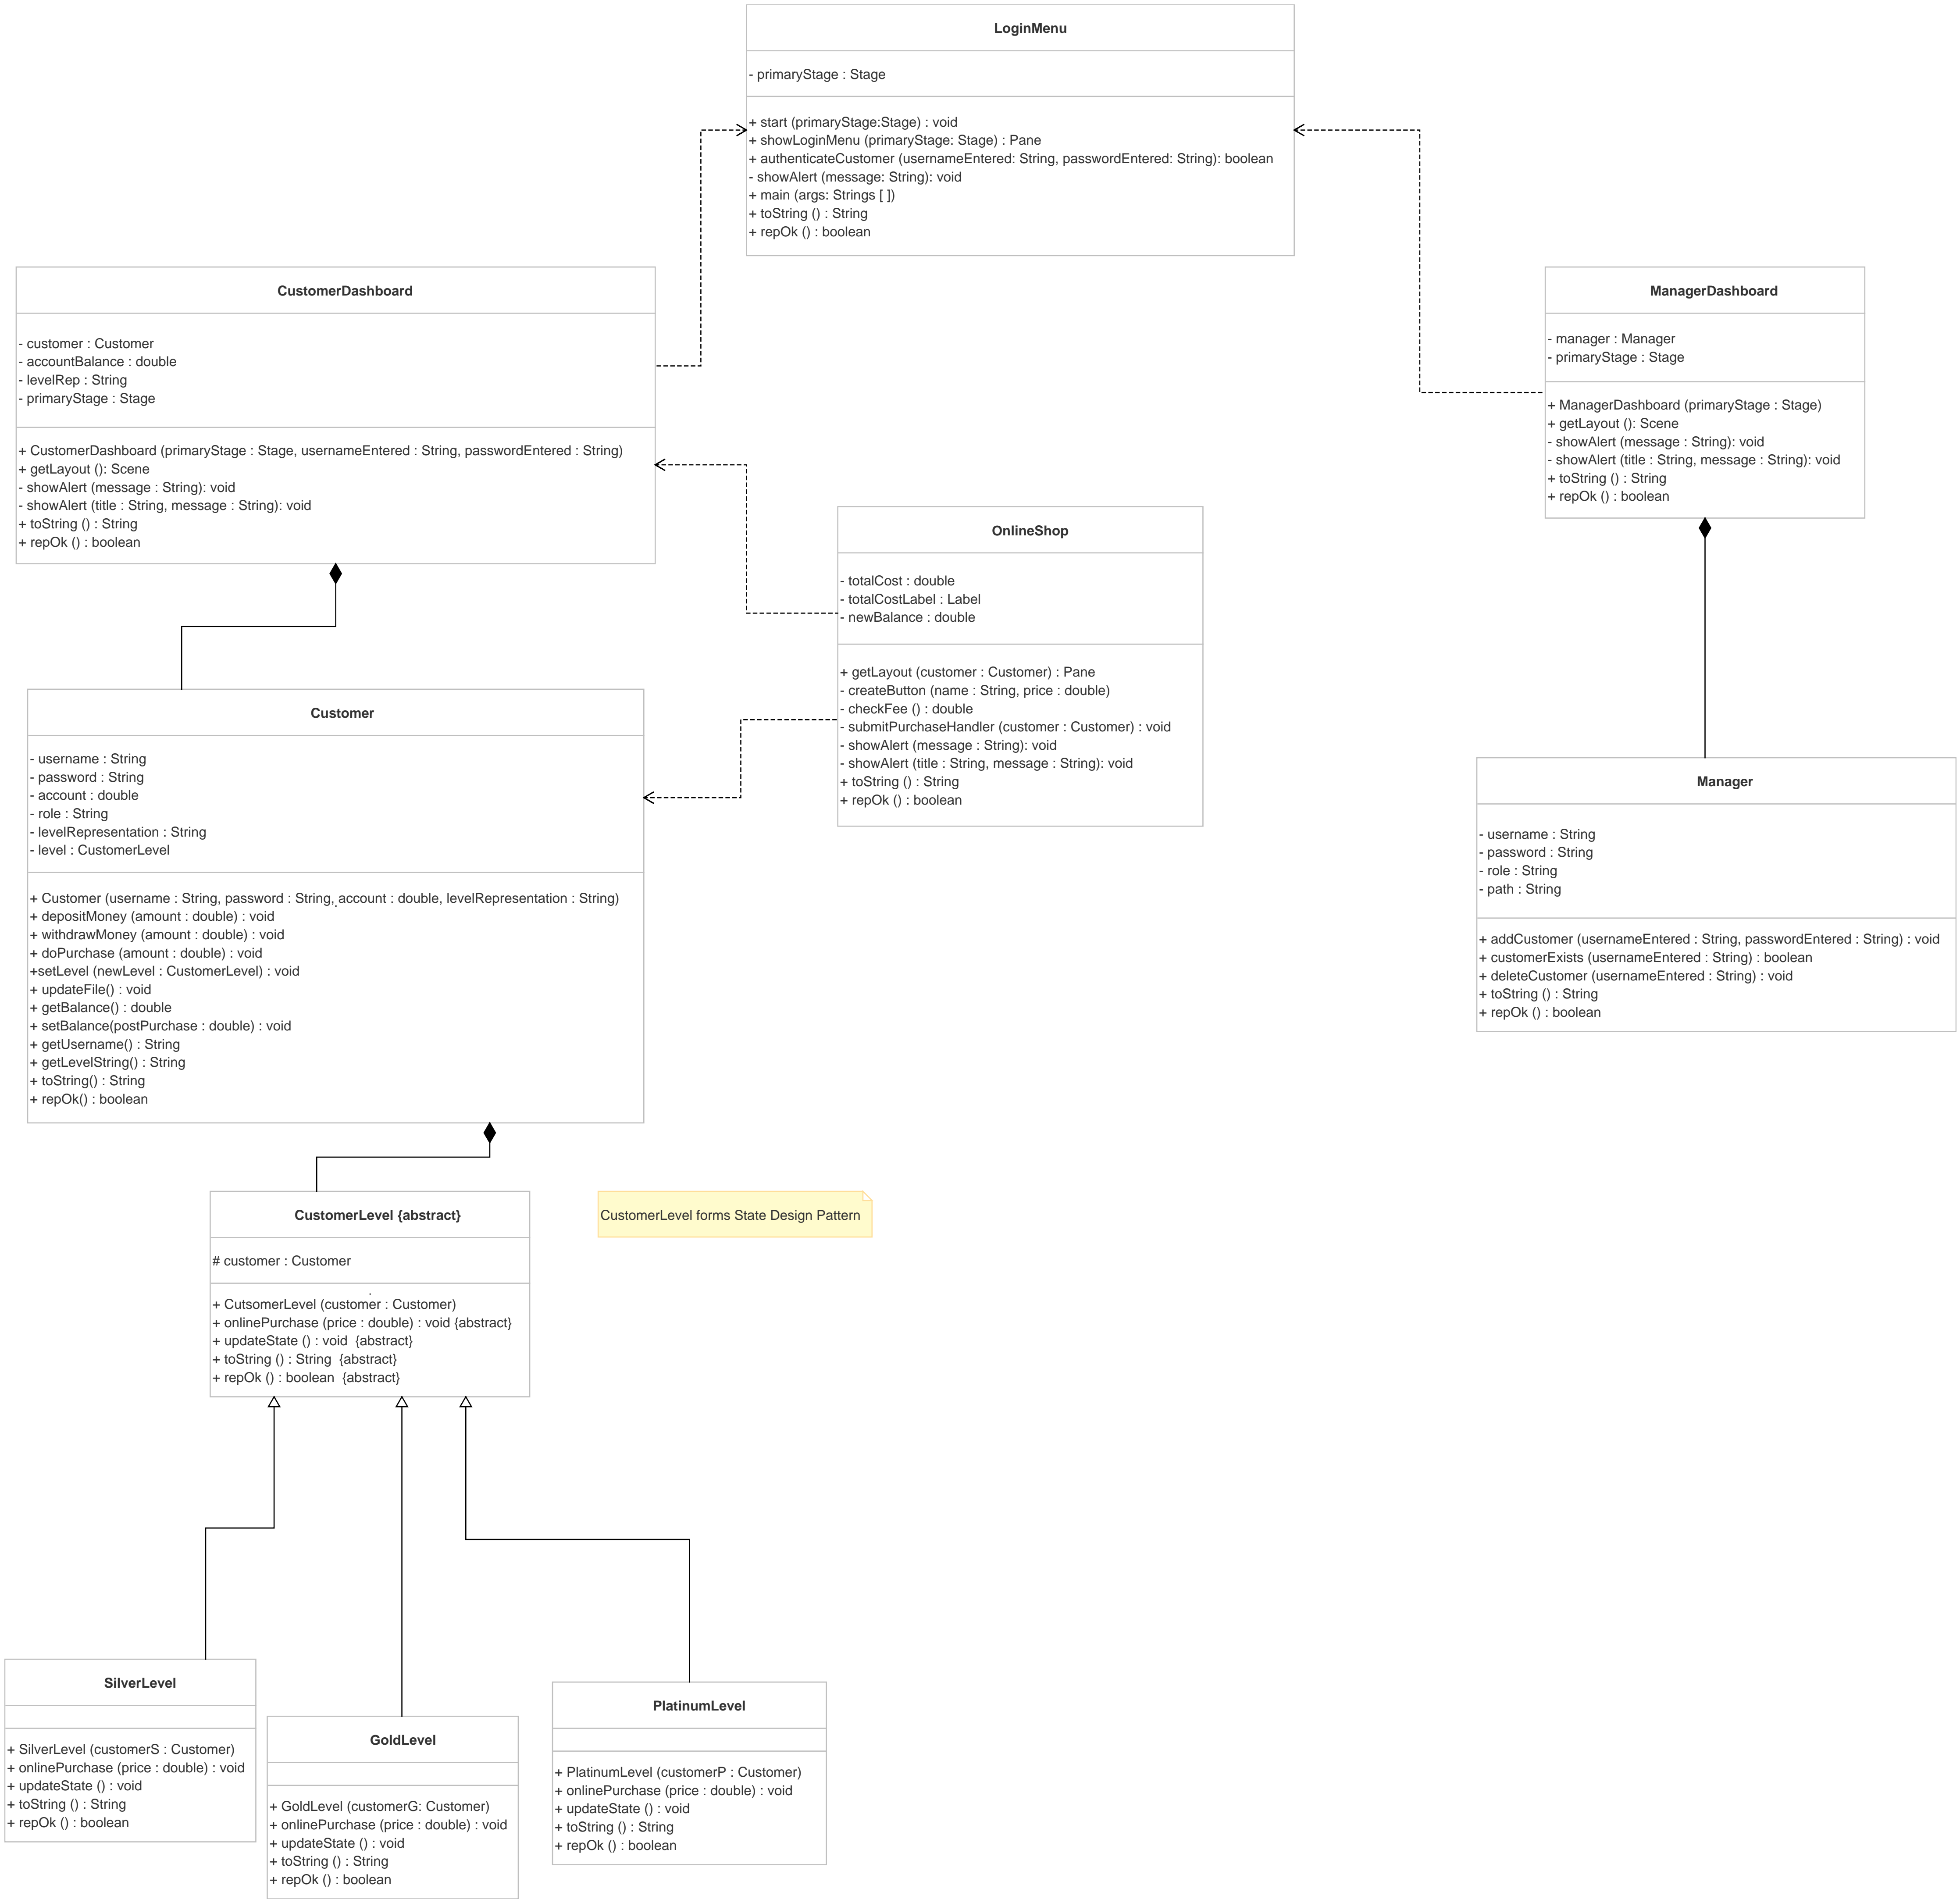 LoginMenu
- primaryStage : Stage
+ start (primaryStage:Stage) : void
+ showLoginMenu (primaryStage: Stage) : Pane
+ authenticateCustomer (usernameEntered: String, passwordEntered: String): boolean
- showAlert (message: String): void
+ main (args: Strings [ ])
+ toString () : String
+ repOk () : boolean
CustomerDashboard
- customer : Customer
- accountBalance : double
- levelRep : String
- primaryStage : Stage
+ CustomerDashboard (primaryStage : Stage, usernameEntered : String, passwordEntered : String)
+ getLayout (): Scene
- showAlert (message : String): void
- showAlert (title : String, message : String): void
+ toString () : String
+ repOk () : boolean
ManagerDashboard
- manager : Manager
- primaryStage : Stage
+ ManagerDashboard (primaryStage : Stage)
+ getLayout (): Scene
- showAlert (message : String): void
- showAlert (title : String, message : String): void
+ toString () : String
+ repOk () : boolean
OnlineShop
- totalCost : double
- totalCostLabel : Label
- newBalance : double
+ getLayout (customer : Customer) : Pane
- createButton (name : String, price : double)
- checkFee () : double
- submitPurchaseHandler (customer : Customer) : void
- showAlert (message : String): void
- showAlert (title : String, message : String): void
+ toString () : String
+ repOk () : boolean
Customer
- username : String
- password : String
- account : double
- role : String
- levelRepresentation : String
- level : CustomerLevel
+ Customer (username : String, password : String, account : double, levelRepresentation : String)
+ depositMoney (amount : double) : void
+ withdrawMoney (amount : double) : void
+ doPurchase (amount : double) : void
+setLevel (newLevel : CustomerLevel) : void
+ updateFile() : void
+ getBalance() : double
+ setBalance(postPurchase : double) : void
+ getUsername() : String
+ getLevelString() : String
+ toString() : String
+ repOk() : boolean
Manager
- username : String
- password : String
- role : String
- path : String
+ addCustomer (usernameEntered : String, passwordEntered : String) : void
+ customerExists (usernameEntered : String) : boolean
+ deleteCustomer (usernameEntered : String) : void
+ toString () : String
+ repOk () : boolean
CustomerLevel {abstract}
# customer : Customer
+ CutsomerLevel (customer : Customer)
+ onlinePurchase (price : double) : void {abstract}
+ updateState () : void  {abstract}
+ toString () : String  {abstract}
+ repOk () : boolean  {abstract}
CustomerLevel forms State Design Pattern
SilverLevel
+ SilverLevel (customerS : Customer)
+ onlinePurchase (price : double) : void
+ updateState () : void
+ toString () : String
+ repOk () : boolean
GoldLevel
+ GoldLevel (customerG: Customer)
+ onlinePurchase (price : double) : void
+ updateState () : void
+ toString () : String
+ repOk () : boolean
PlatinumLevel
+ PlatinumLevel (customerP : Customer)
+ onlinePurchase (price : double) : void
+ updateState () : void
+ toString () : String
+ repOk () : boolean